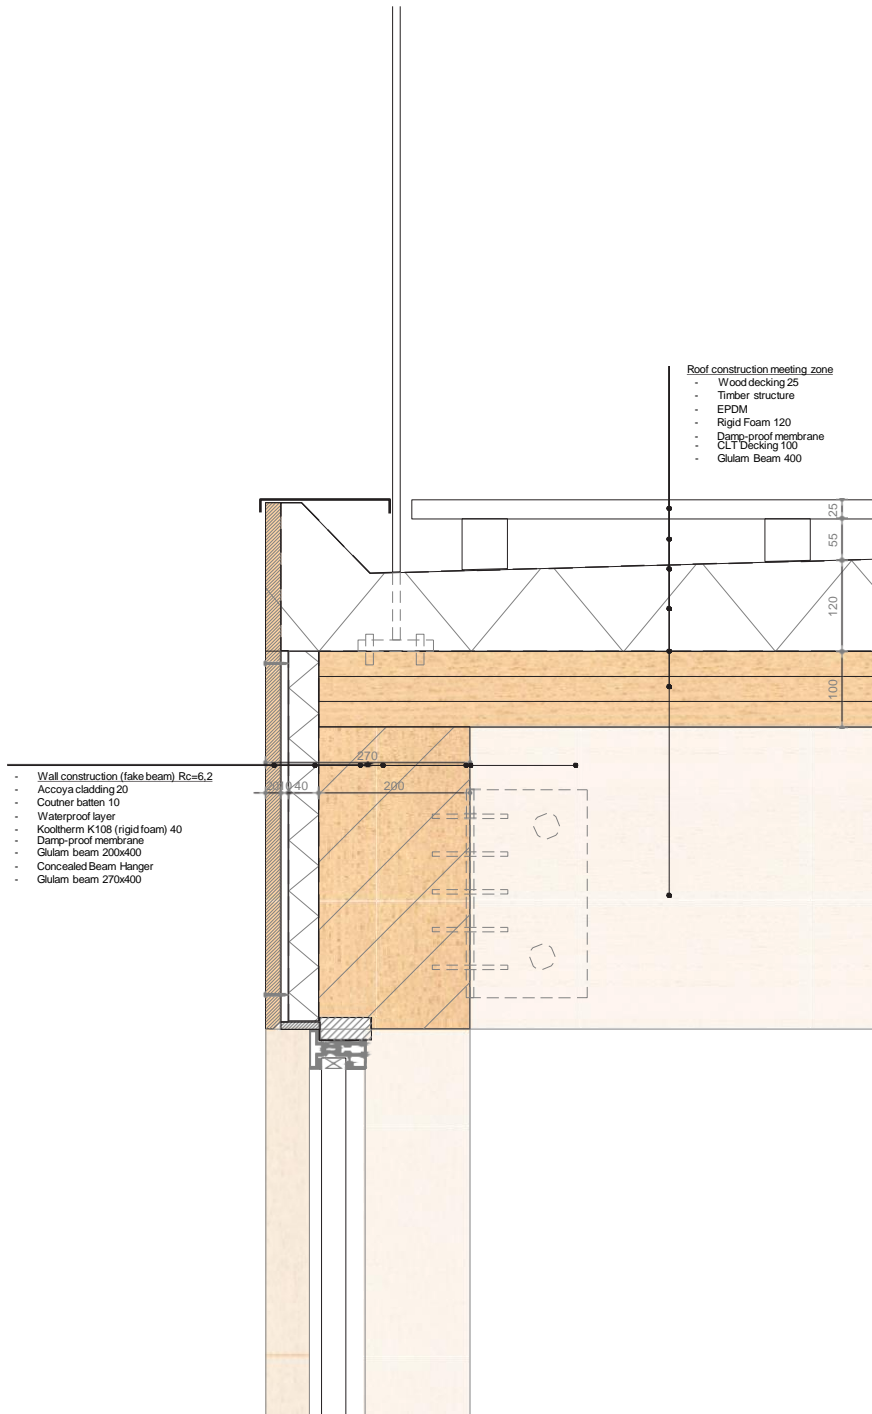 Roof construction meeting zone
- Wood decking 25
- Timber structure
- EPDM
- Rigid Foam 120
- Damp-proof membrane
- CLT Decking 100
- Glulam Beam 400
25
55
120
100
270
20 10 40 200
- Wall construction (fake beam) Rc=6,2
- Accoya cladding 20
- Coutner batten 10
- Waterproof layer
- Kooltherm K108 (rigid foam) 40
- Damp-proof membrane
- Glulam beam 200x400
- Concealed Beam Hanger
- Glulam beam 270x400